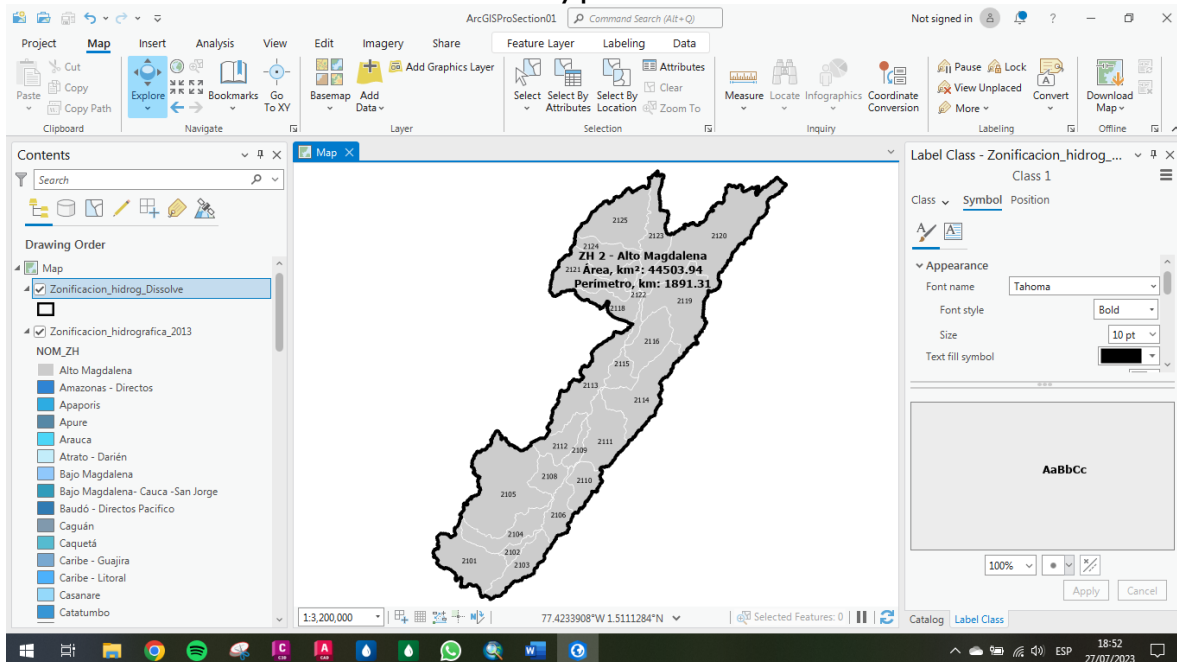 ArcGISProSection01
Command Search (Alt+Q)
Not signed in
?
Project Map Insert Analysis View Edit Imagery Share Feature Layer Labeling Data
Paste
Cut
Copy
Copy Path
Clipboard
Explore
Bookmarks
Go To XY
Navigate
Basemap
Add Data
Add Graphics Layer
Layer
Select
Select By Attributes
Select By Location
Attributes
Clear
Zoom To
Selection
Measure
Locate
Infographics
Coordinate Conversion
Inquiry
Pause
Lock
View Unplaced
More
Convert
Labeling
Download Map
Offline
Contents
Search
Drawing Order
Map
Zonificacion_hidrog_Dissolve
Zonificacion_hidrografica_2013
NOM_ZH
Alto Magdalena
Amazonas - Directos
Apaporis
Apure
Arauca
Atrato - Darién
Bajo Magdalena
Bajo Magdalena- Cauca -San Jorge
Baudó - Directos Pacifico
Caguán
Caquetá
Caribe - Guajira
Caribe - Litoral
Casanare
Catatumbo
Map
2125
2123
2120
2124
ZH 2 - Alto Magdalena
2121
Área, km²: 44503.94
Perímetro, km: 1891.31
2122
2119
2118
2116
2115
2113
2114
2111
2112
2109
2108
2110
2105
2106
2104
2102
2101
2103
1:3,200,000
77.4233908°W 1.5111284°N
Selected Features: 0
Label Class - Zonificacion_hidrog_...
Class 1
Class Symbol Position
Appearance
Font name Tahoma
Font style Bold
Size 10 pt
Text fill symbol
AaBbCc
100%
Apply Cancel
Catalog Label Class
ESP
18:52
27/07/2023